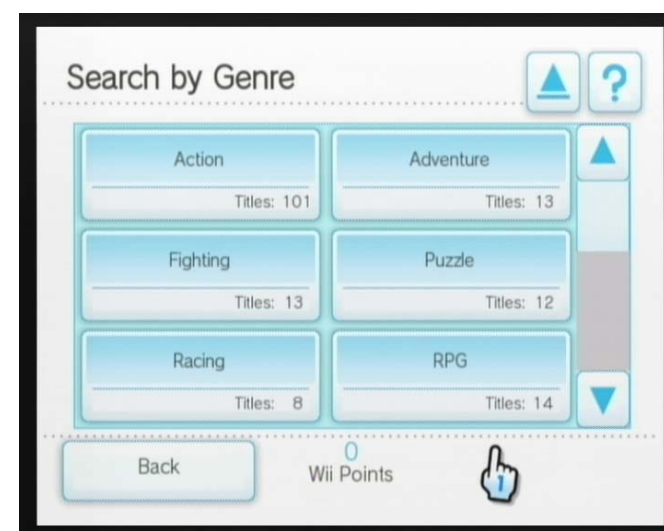 Search by Genre
?
Action
Titles: 101
Adventure
Titles: 13
Fighting
Titles: 13
Puzzle
Titles: 12
Racing
Titles: 8
RPG
Titles: 14
Back
0
Wii Points
1